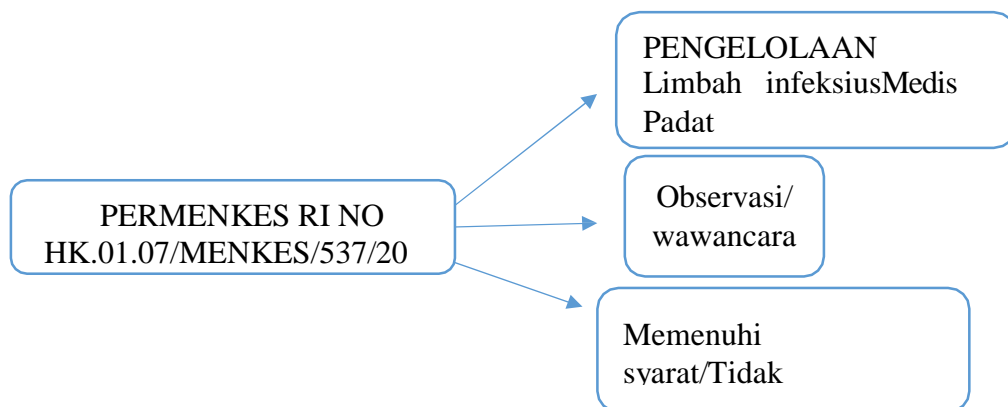 PENGELOLAAN
Limbah infeksiusMedis
Padat
PERMENKES RI NO
HK.01.07/MENKES/537/20
Observasi/
wawancara
Memenuhi
syarat/Tidak